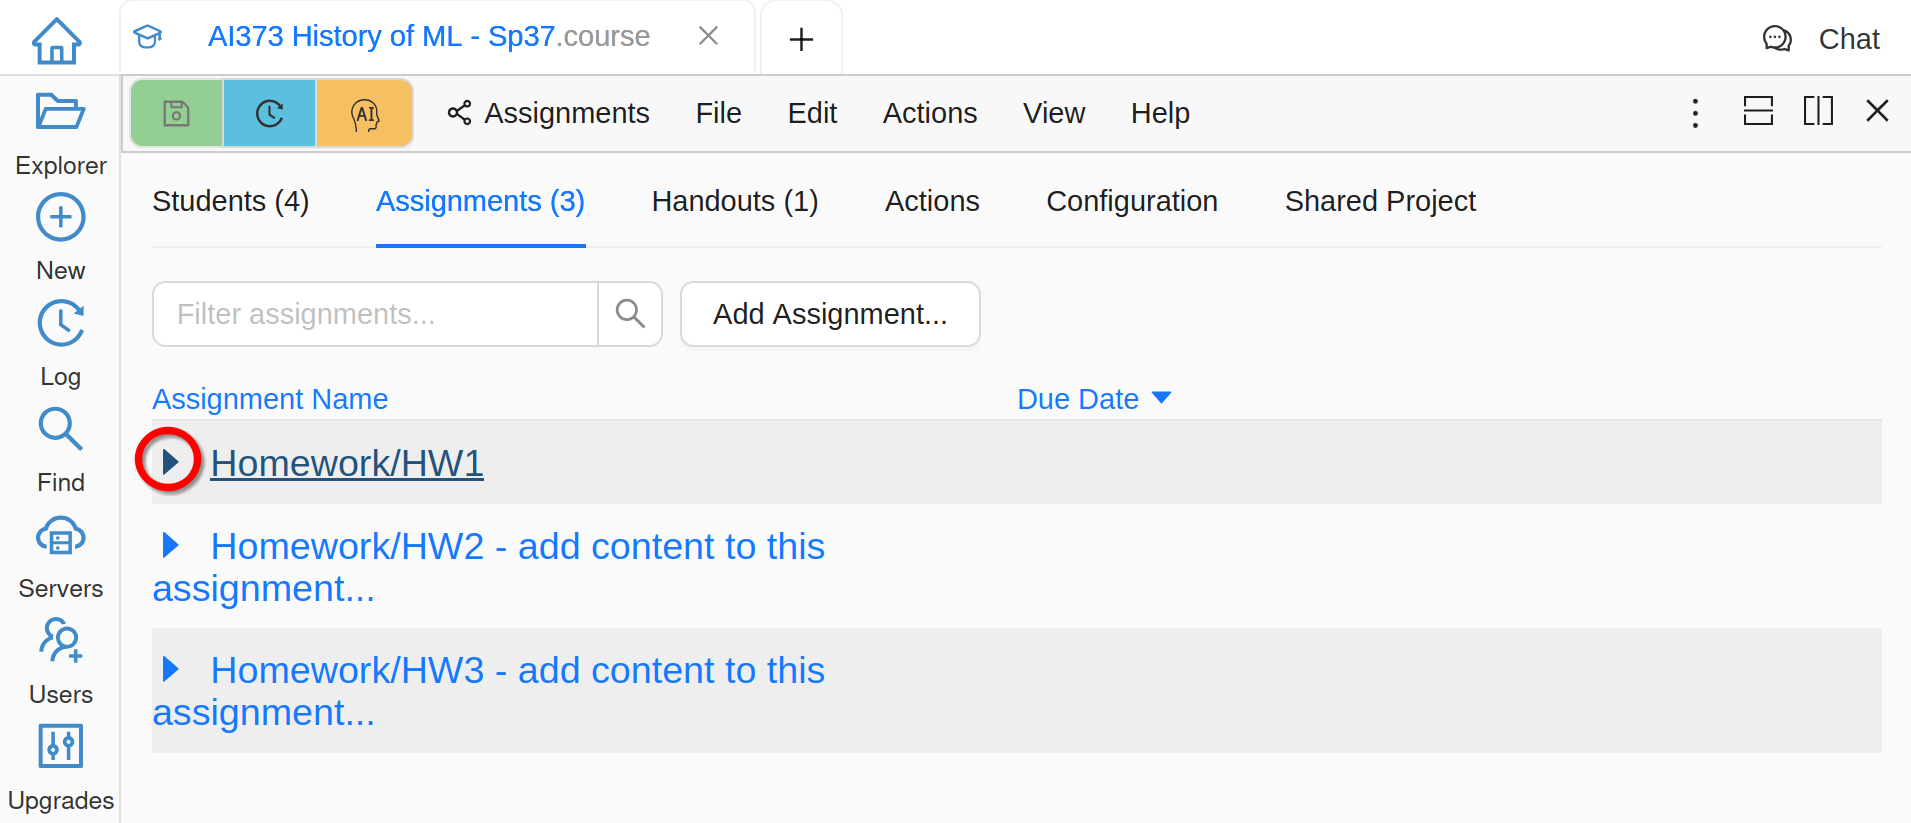 AI373 History of ML - Sp37.course
Chat
AI
Assignments File Edit Actions View Help
Explorer
New
Log
Find
Servers
Users
Upgrades
Students (4) Assignments (3) Handouts (1) Actions Configuration Shared Project
Filter assignments... Add Assignment...
Assignment Name Due Date
Homework/HW1
Homework/HW2 - add content to this
assignment...
Homework/HW3 - add content to this
assignment...